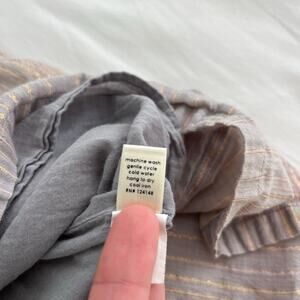 machine wash
gentle cycle
cold water
hang to dry
cool iron
RN# 124148